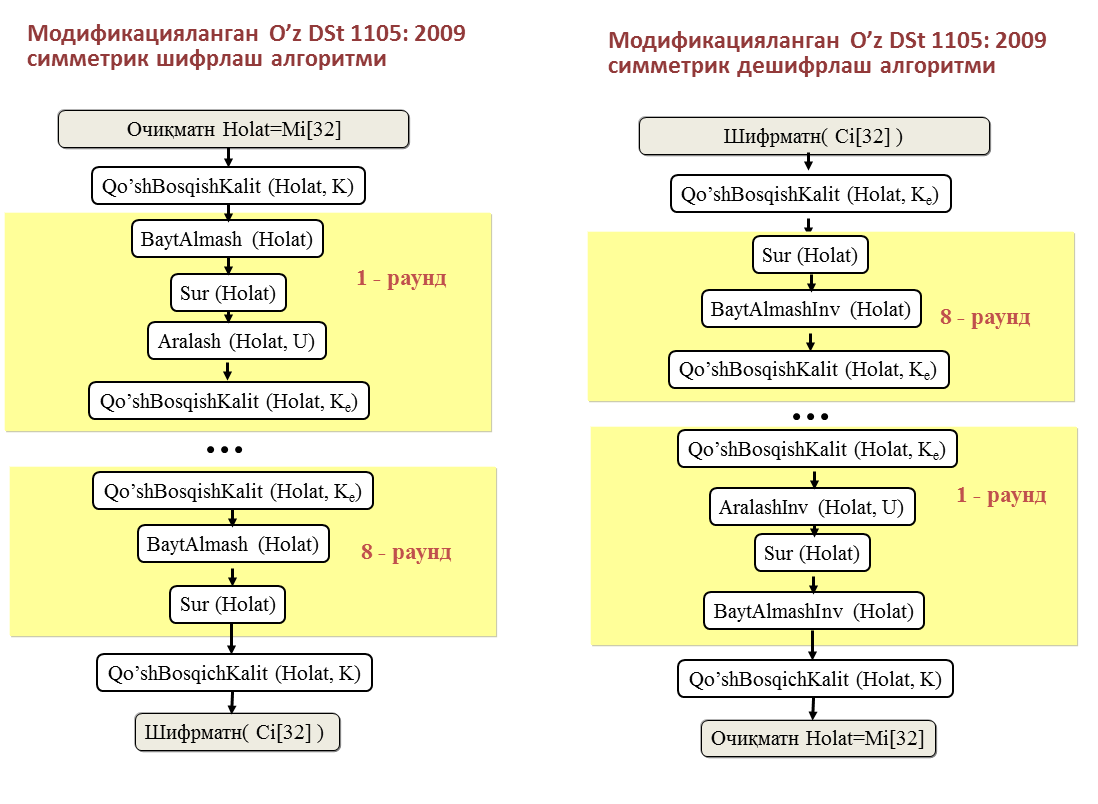 Модификацияланган O’z DSt 1105: 2009
симметрик шифрлаш алгоритми
Очиқматн Holat=Mi[32]
Qo’shBosqishKalit (Holat, K)
BaytAlmash (Holat)
1 - раунд
Sur (Holat)
Aralash (Holat, U)
Qo’shBosqishKalit (Holat, Ke)
•••
Qo’shBosqishKalit (Holat, Ke)
BaytAlmash (Holat)
8 - раунд
Sur (Holat)
Qo’shBosqichKalit (Holat, K)
Шифрматн( Ci[32] )
Модификацияланган O’z DSt 1105: 2009
симметрик дешифрлаш алгоритми
Шифрматн( Ci[32] )
Qo’shBosqishKalit (Holat, Ke)
Sur (Holat)
BaytAlmashInv (Holat)
8 - раунд
Qo’shBosqishKalit (Holat, Ke)
•••
Qo’shBosqishKalit (Holat, Ke)
1 - раунд
AralashInv (Holat, U)
Sur (Holat)
BaytAlmashInv (Holat)
Qo’shBosqichKalit (Holat, K)
Очиқматн Holat=Mi[32]